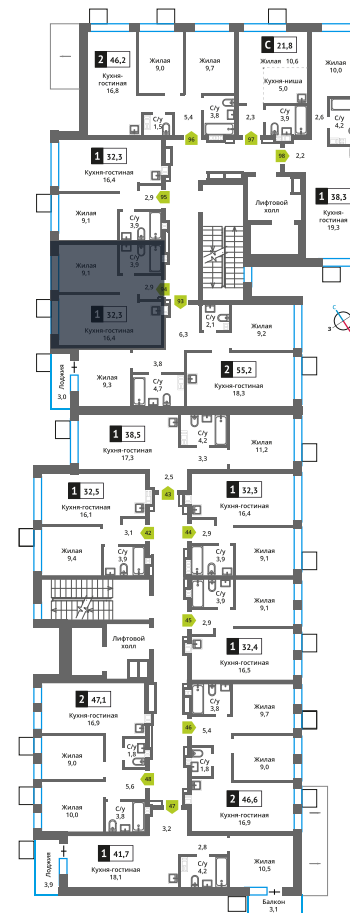 2 46,2
Кухня-
гостиная
16,8
Жилая
9,0
Жилая
9,7
С/у
1,5
5,4
С/у
3,8
96
С 21,8
Жилая 10,6
Кухня-ниша
5,0
2,3
С/у
3,9
97
Жилая
10,0
2,6
С/у
4,2
98
2,2
1 32,3
Кухня-гостиная
16,4
2,9
95
Жилая
9,1
С/у
3,9
Лифтовой
холл
1 38,3
Кухня-
гостиная
19,3
Жилая
9,1
С/у
3,9
2,9
94
1 32,3
Кухня-гостиная
16,4
93
6,3
С/у
2,1
Жилая
9,2
З
Лоджия
3,0
Жилая
9,3
3,8
С/у
4,7
2 55,2
Кухня-гостиная
18,3
1 38,5
Кухня-гостиная
17,3
С/у
4,2
3,3
Жилая
11,2
2,5
43
1 32,5
Кухня-гостиная
16,1
1 32,3
Кухня-гостиная
16,4
3,1
42
44
2,9
Жилая
9,4
С/у
3,9
С/у
3,9
Жилая
9,1
С/у
3,9
Жилая
9,1
45
2,9
Лифтовой
холл
1 32,4
Кухня-гостиная
16,5
2 47,1
Кухня-гостиная
16,9
С/у
3,8
Жилая
9,7
46
5,4
Жилая
9,0
С/у
1,8
С/у
1,8
Жилая
9,0
48
5,6
Жилая
10,0
С/у
3,8
47
2 46,6
Кухня-гостиная
16,9
3,2
1 41,7
Кухня-гостиная
18,1
2,8
С/у
4,2
Жилая
10,5
Лоджия
3,9
Балкон
3,1